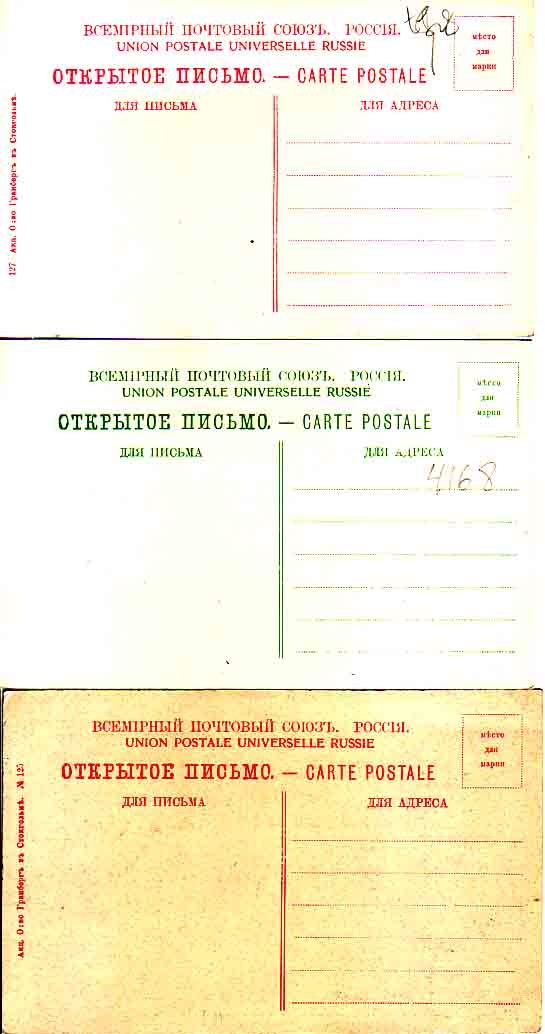 ВСЕМІРНЫЙ ПОЧТОВЫЙ СОЮЗЪ. РОССІЯ.
UNION POSTALE UNIVERSELLE RUSSIE
ОТКРЫТОЕ ПИСЬМО. — CARTE POSTALE
мѣсто
для
марки
ДЛЯ ПИСЬМА
ДЛЯ АДРЕСА
127 Акц. О-тво Гранбергъ въ Стокгольмѣ.
ВСЕМІРНЫЙ ПОЧТОВЫЙ СОЮЗЪ. РОССІЯ.
UNION POSTALE UNIVERSELLE RUSSIE
ОТКРЫТОЕ ПИСЬМО. — CARTE POSTALE
мѣсто
для
марки
ДЛЯ ПИСЬМА
ДЛЯ АДРЕСА
4168
ВСЕМІРНЫЙ ПОЧТОВЫЙ СОЮЗЪ. РОССІЯ.
UNION POSTALE UNIVERSELLE RUSSIE
ОТКРЫТОЕ ПИСЬМО. — CARTE POSTALE
мѣсто
для
марки
ДЛЯ ПИСЬМА
ДЛЯ АДРЕСА
Акц. О-тво Гранбергъ въ Стокгольмѣ. № 125